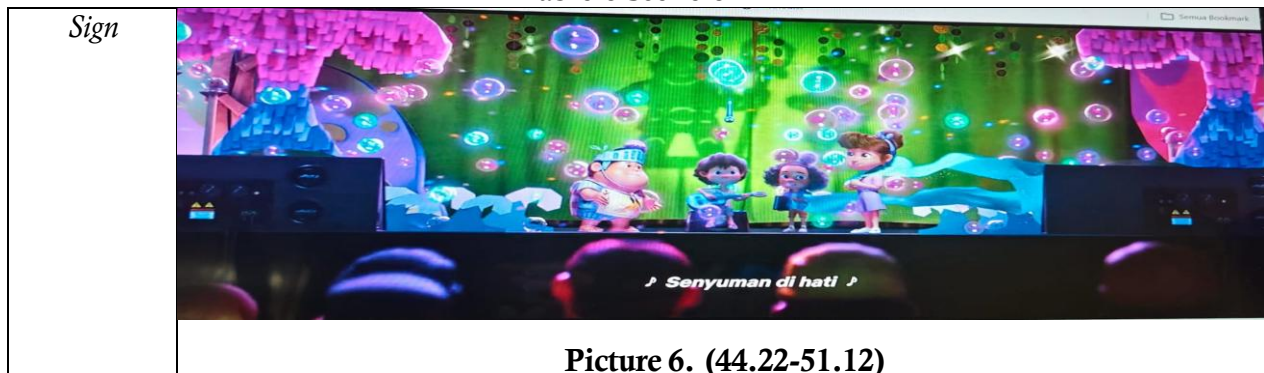 Sign
Semua Bookmark
♪ Senyuman di hati ♪
Picture 6. (44.22-51.12)